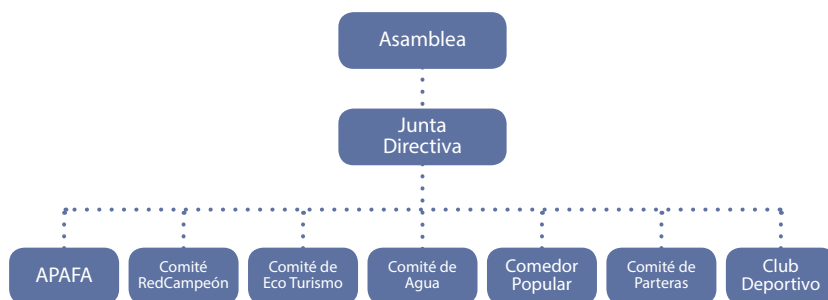 Asamblea
Junta
Directiva
APAFA
Comité
RedCampeón
Comité de
Eco Turismo
Comité de
Agua
Comedor
Popular
Comité de
Parteras
Club
Deportivo